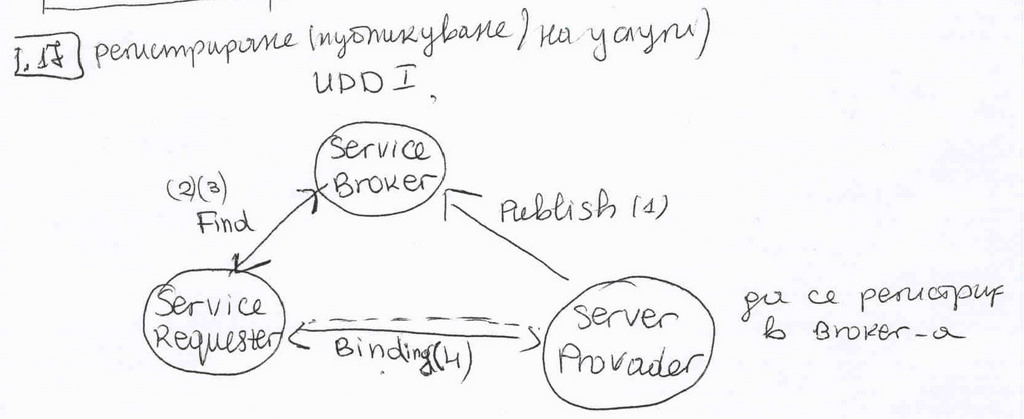 I.17 регистриране (публикуване) на услуги)
UDDI,
Service
Broker
(2)(3)
Find
Publish (1)
Service
Requester
Binding(4)
Server
Provader
да се регистрир
в Broker-a